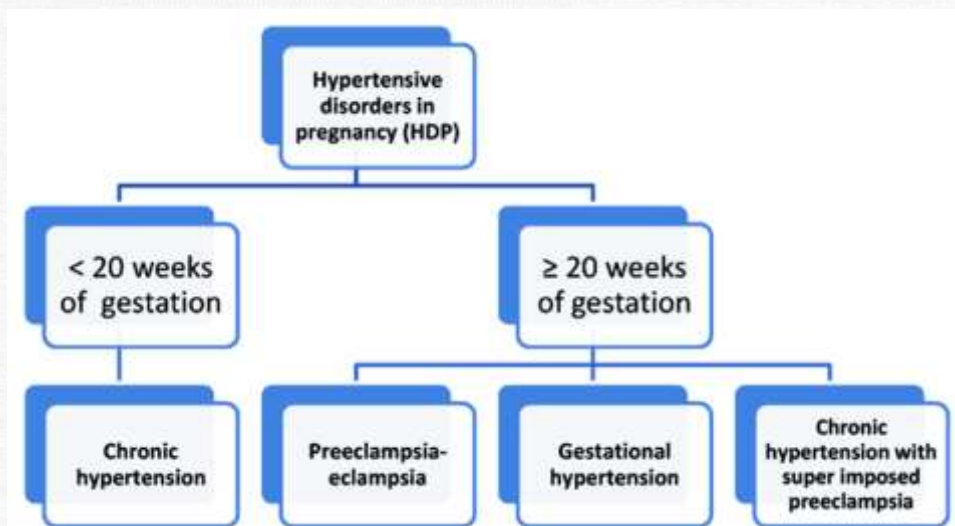 Hypertensive
disorders in
pregnancy (HDP)
< 20 weeks
of gestation
≥ 20 weeks
of gestation
Chronic
hypertension
Preeclampsia-
eclampsia
Gestational
hypertension
Chronic
hypertension with
super imposed
preeclampsia